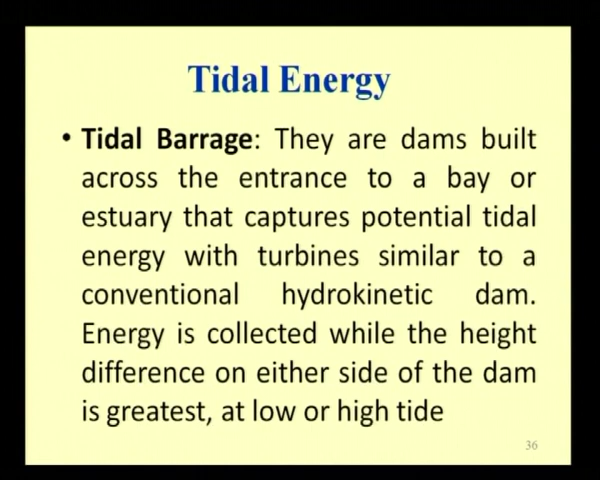 Tidal Energy
• Tidal Barrage: They are dams built
across the entrance to a bay or
estuary that captures potential tidal
energy with turbines similar to a
conventional hydrokinetic dam.
Energy is collected while the height
difference on either side of the dam
is greatest, at low or high tide
36